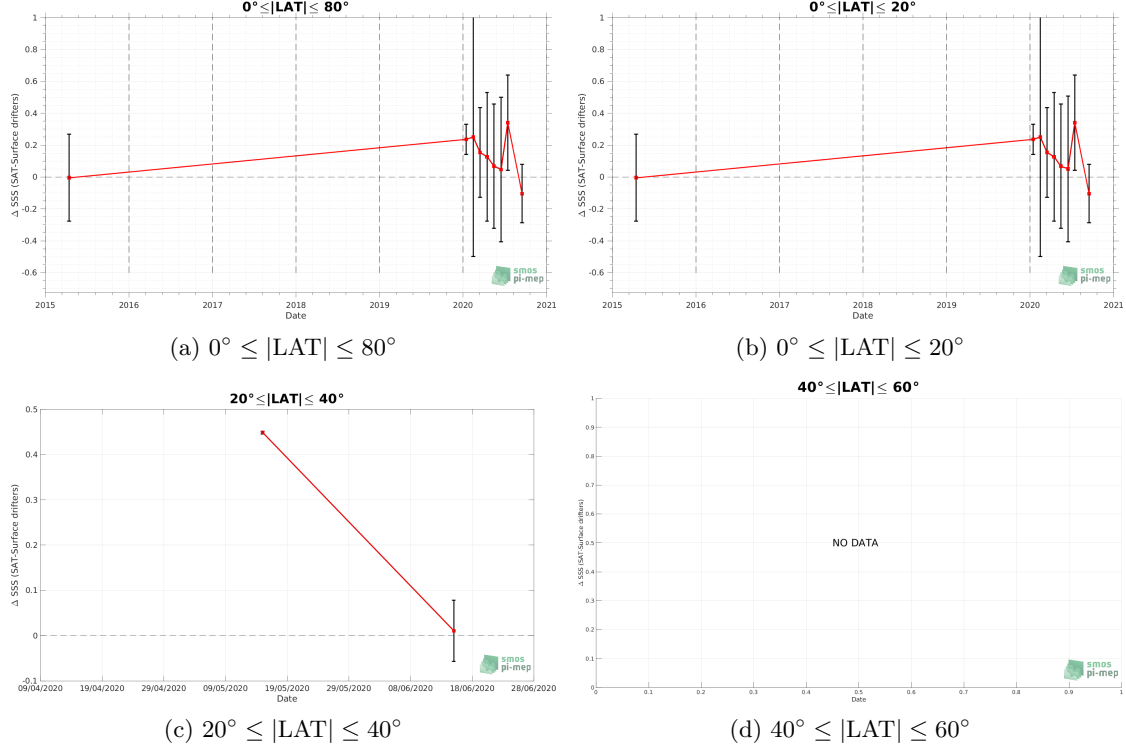 0°≤|LAT|≤ 80°
1
0.8
0.6
0.4
0.2
0
-0.2
-0.4
-0.6
Δ SSS (SAT-Surface drifters)
2015 2016 2017 2018 2019 2020 2021
Date
smos
pi-mep
(a) 0° ≤ |LAT| ≤ 80°
0°≤|LAT|≤ 20°
1
0.8
0.6
0.4
0.2
0
-0.2
-0.4
-0.6
Δ SSS (SAT-Surface drifters)
2015 2016 2017 2018 2019 2020 2021
Date
smos
pi-mep
(b) 0° ≤ |LAT| ≤ 20°
20°≤|LAT|≤ 40°
0.5
0.4
0.3
0.2
0.1
0
-0.1
Δ SSS (SAT-Surface drifters)
09/04/2020 19/04/2020 29/04/2020 09/05/2020 19/05/2020 29/05/2020 08/06/2020 18/06/2020 28/06/2020
Date
smos
pi-mep
(c) 20° ≤ |LAT| ≤ 40°
40°≤|LAT|≤ 60°
1
0.9
0.8
0.7
0.6
0.5
0.4
0.3
0.2
0.1
0
Δ SSS (SAT-Surface drifters)
NO DATA
0 0.1 0.2 0.3 0.4 0.5 0.6 0.7 0.8 0.9 1
Date
smos
pi-mep
(d) 40° ≤ |LAT| ≤ 60°